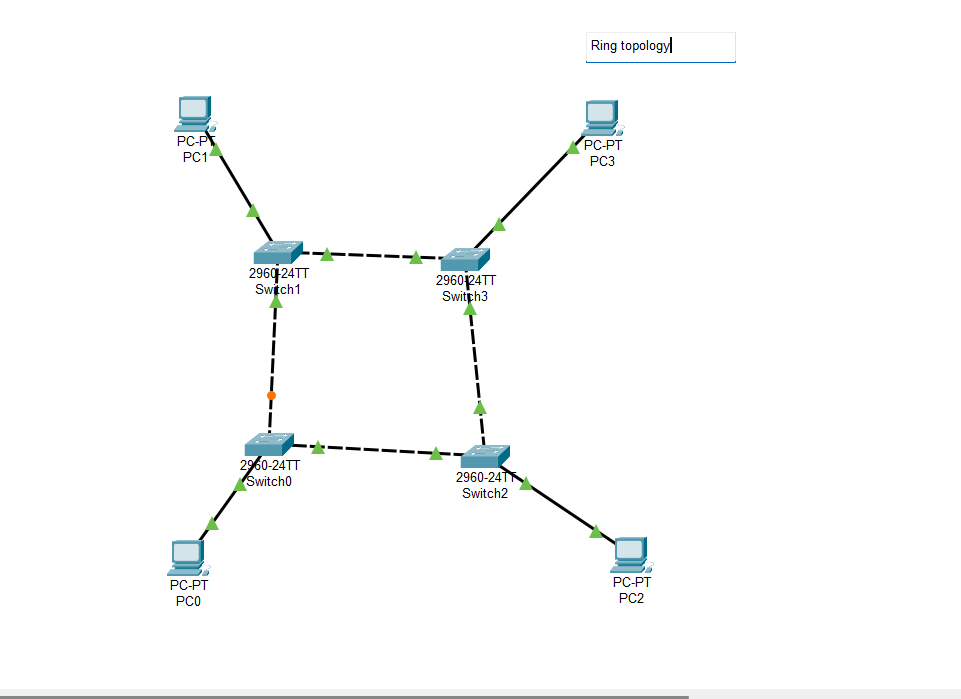 Ring topology
PC-PT
PC1
PC-PT
PC3
2960-24TT
Switch1
2960-24TT
Switch3
2960-24TT
Switch0
2960-24TT
Switch2
PC-PT
PC0
PC-PT
PC2